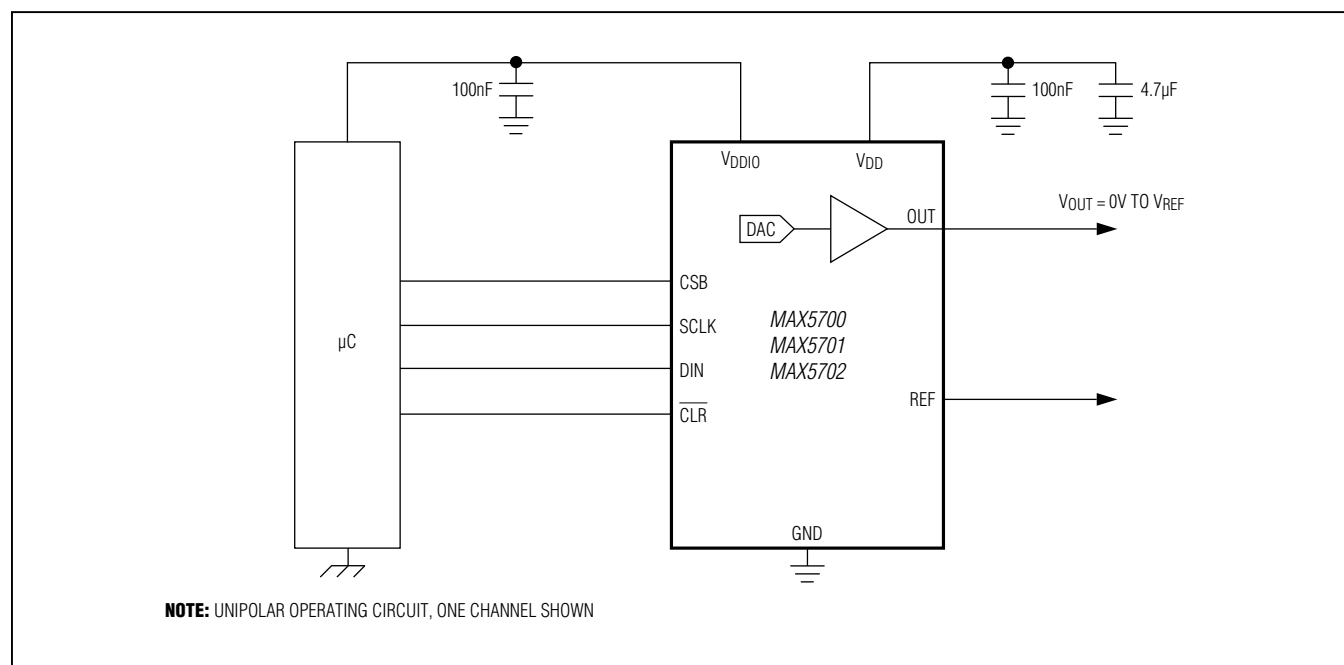 100nF
100nF
4.7µF
VDDIO
VDD
VOUT = 0V TO VREF
OUT
DAC
CSB
µC
SCLK
MAX5700
MAX5701
DIN
MAX5702
REF
CLR
GND
NOTE: UNIPOLAR OPERATING CIRCUIT, ONE CHANNEL SHOWN